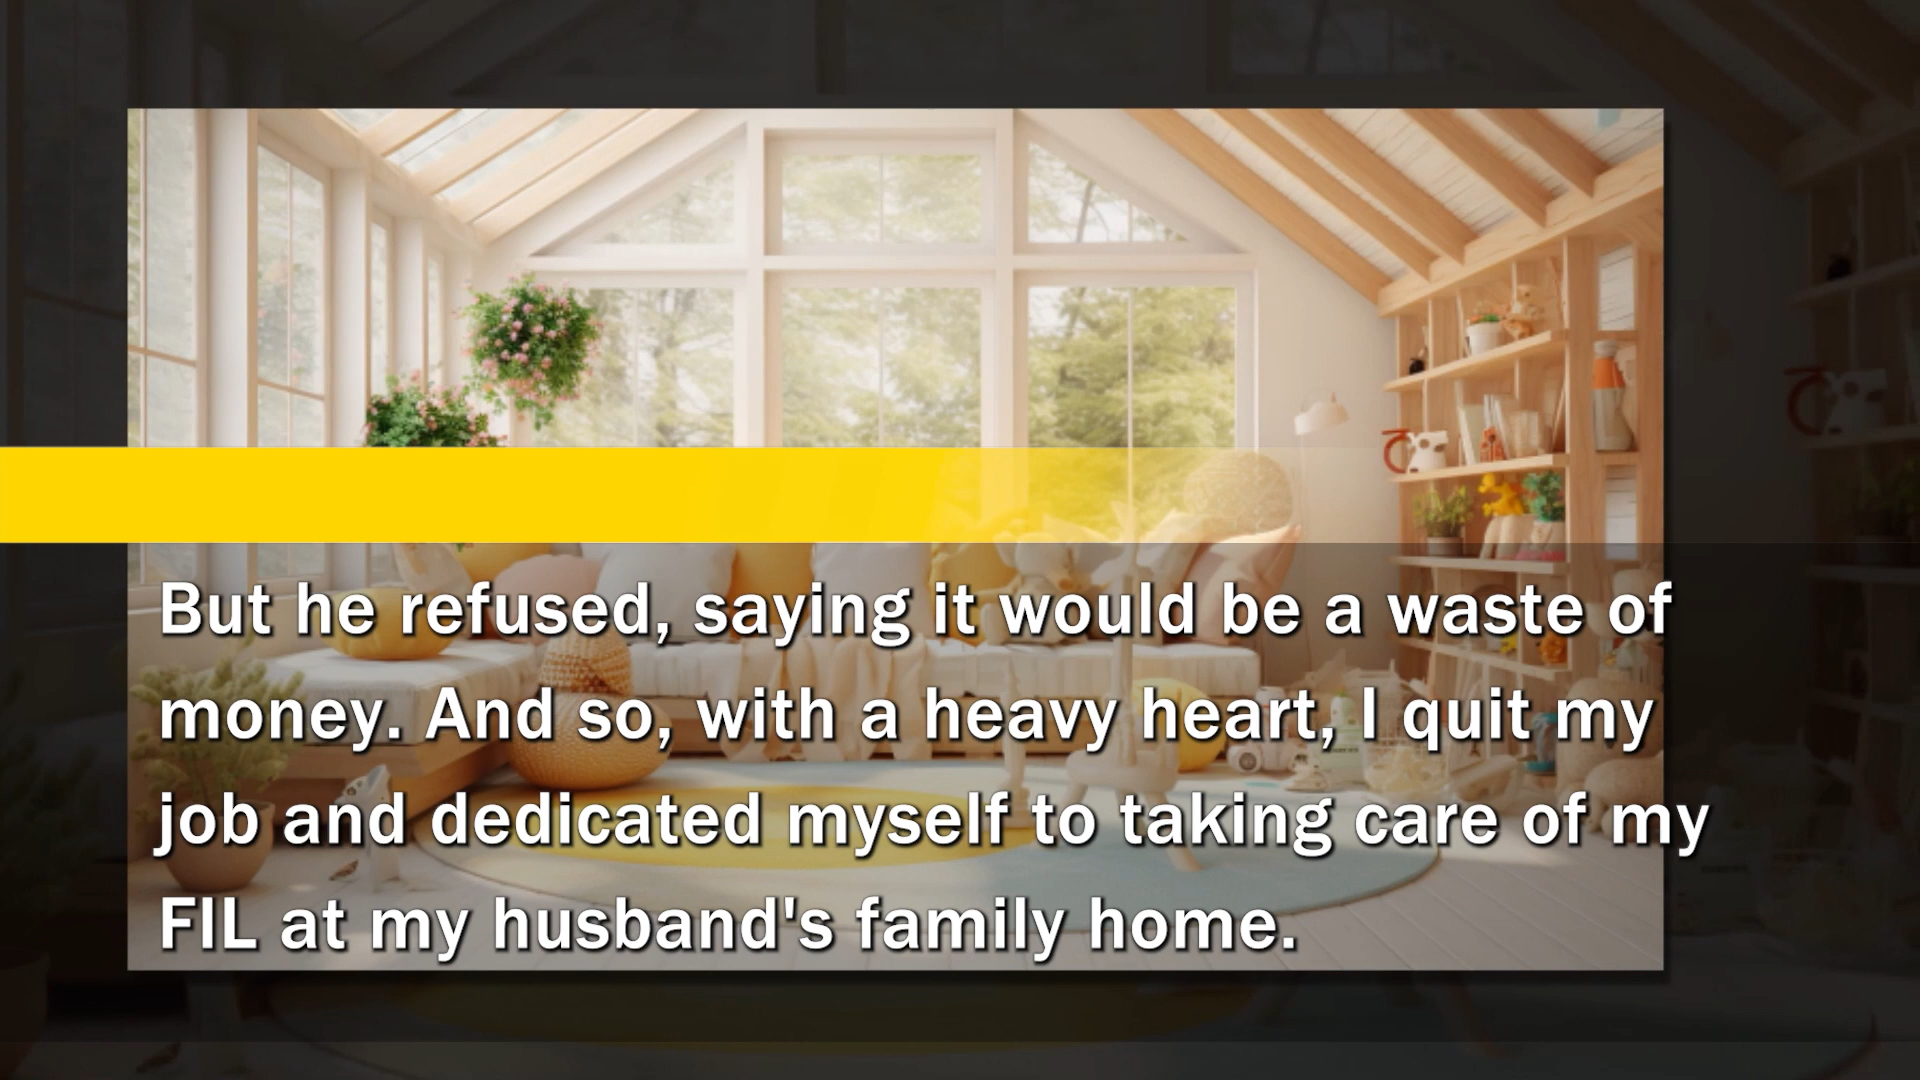 But he refused, saying it would be a waste of
money. And so, with a heavy heart, I quit my
job and dedicated myself to taking care of my
FIL at my husband's family home.